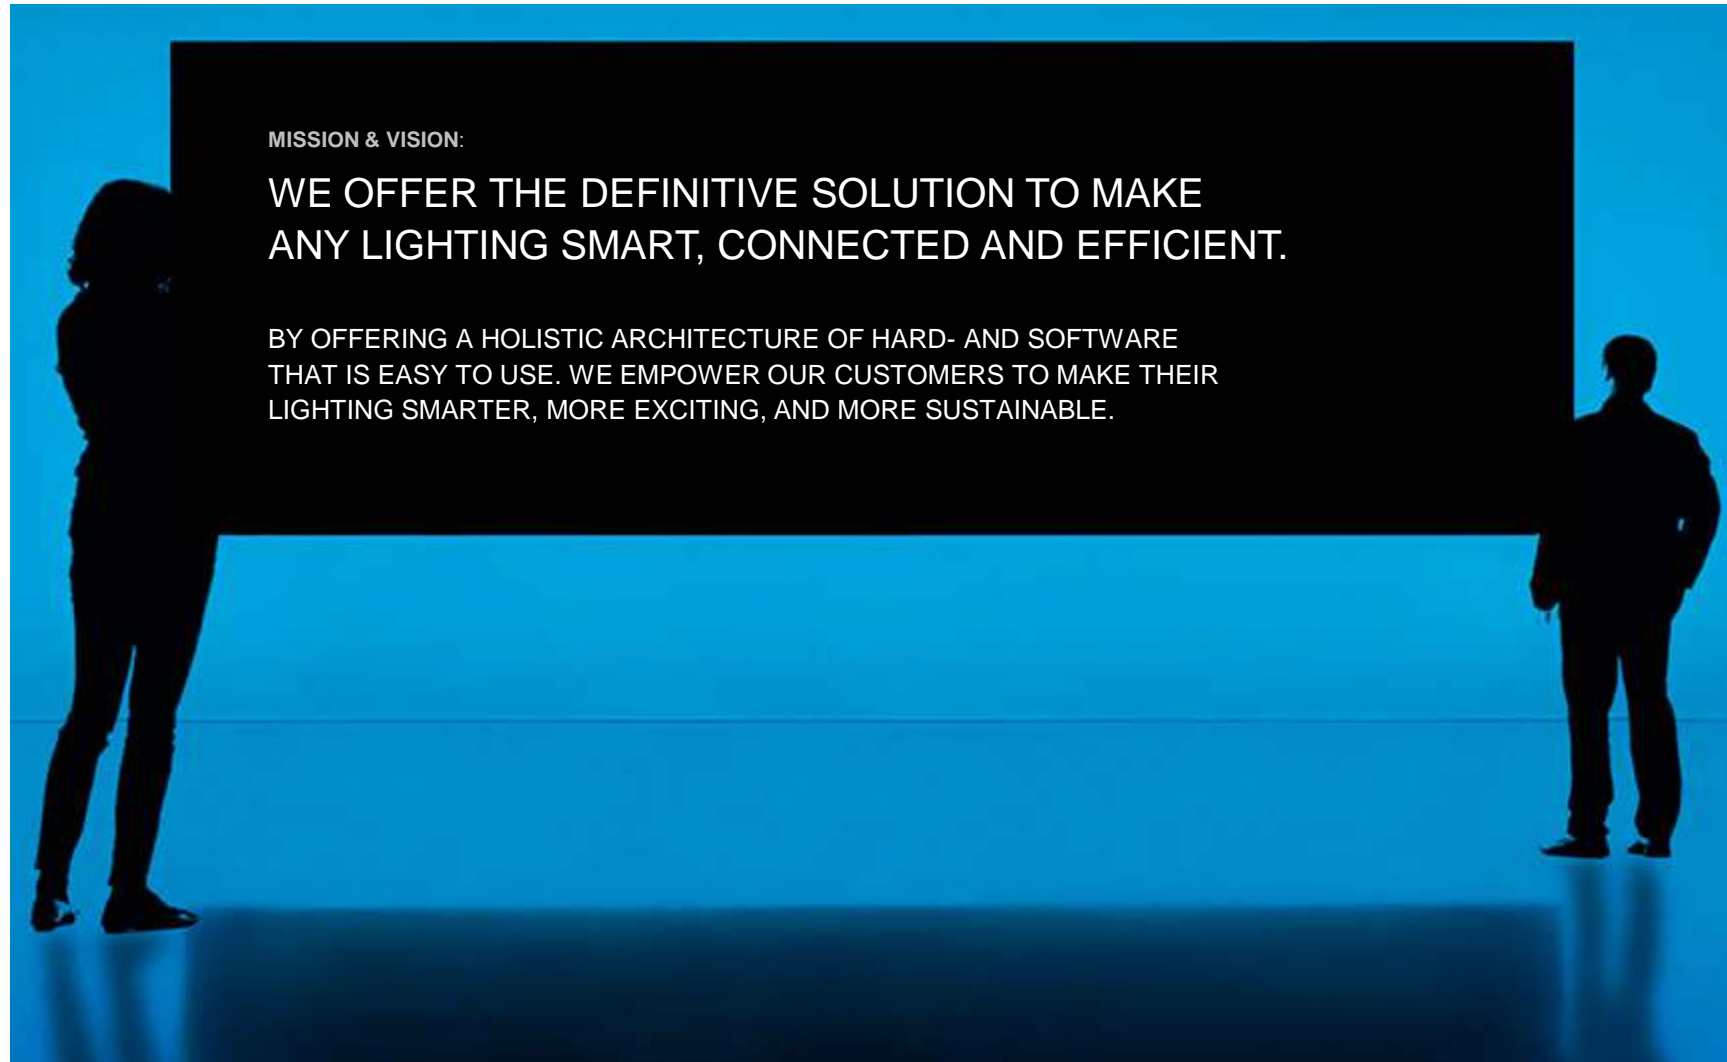 MISSION & VISION:
WE OFFER THE DEFINITIVE SOLUTION TO MAKE
ANY LIGHTING SMART, CONNECTED AND EFFICIENT.
BY OFFERING A HOLISTIC ARCHITECTURE OF HARD- AND SOFTWARE
THAT IS EASY TO USE. WE EMPOWER OUR CUSTOMERS TO MAKE THEIR
LIGHTING SMARTER, MORE EXCITING, AND MORE SUSTAINABLE.